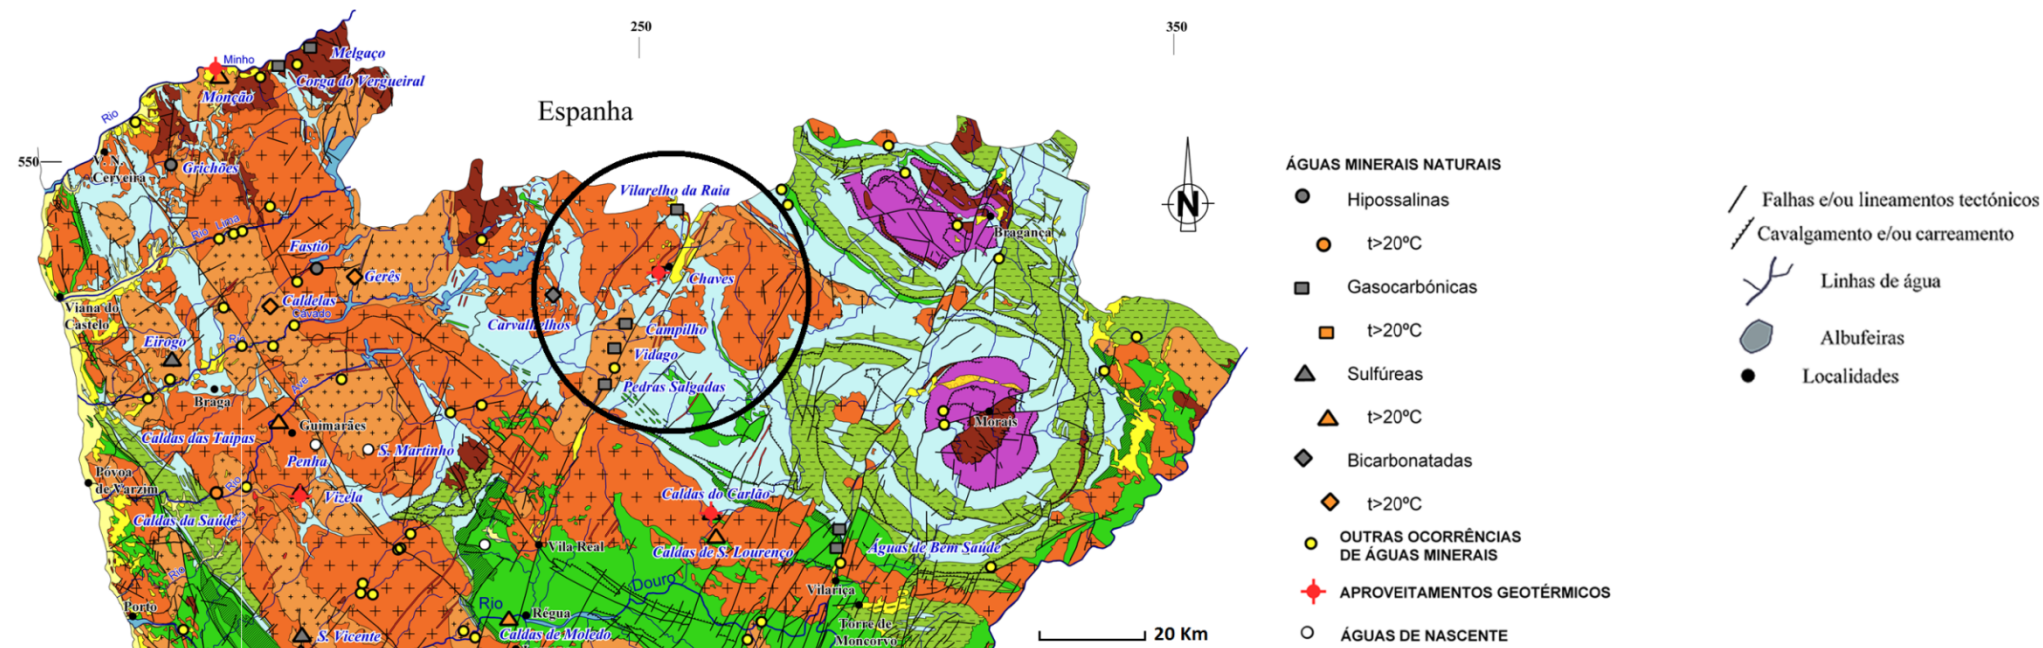 250
350
Melgaço
Minho
Corga do Vergueiral
Monção
Rio
Espanha
550
V. N.
Cerveira
Grichões
Vilarelho da Raia
Rio Lima
Bragança
Fastio
Gerês
Chaves
Caldelas
Cavado
Viana do
Castelo
Carvalhelhos
Campilho
Eirogo
Rio
Vidago
Ave
Pedras Salgadas
Braga
Guimarães
Morais
Caldas das Taipas
S. Martinho
Penha
Póvoa
de Varzim
Rio
Vizela
Caldas do Carlão
Caldas da Saúde
Vila Real
Caldas de S. Lourenço
Águas de Bem Saúde
Rio
Douro
Vilariça
Porto
Rio
Régua
Torre de
Moncorvo
S. Vicente
Caldas de Moledo
N
20 Km
ÁGUAS MINERAIS NATURAIS
Hipossalinas
t>20ºC
Gasocarbónicas
t>20ºC
Sulfúreas
t>20ºC
Bicarbonatadas
t>20ºC
OUTRAS OCORRÊNCIAS
DE ÁGUAS MINERAIS
APROVEITAMENTOS GEOTÉRMICOS
ÁGUAS DE NASCENTE
Falhas e/ou lineamentos tectónicos
Cavalgamento e/ou carreamento
Linhas de água
Albufeiras
Localidades